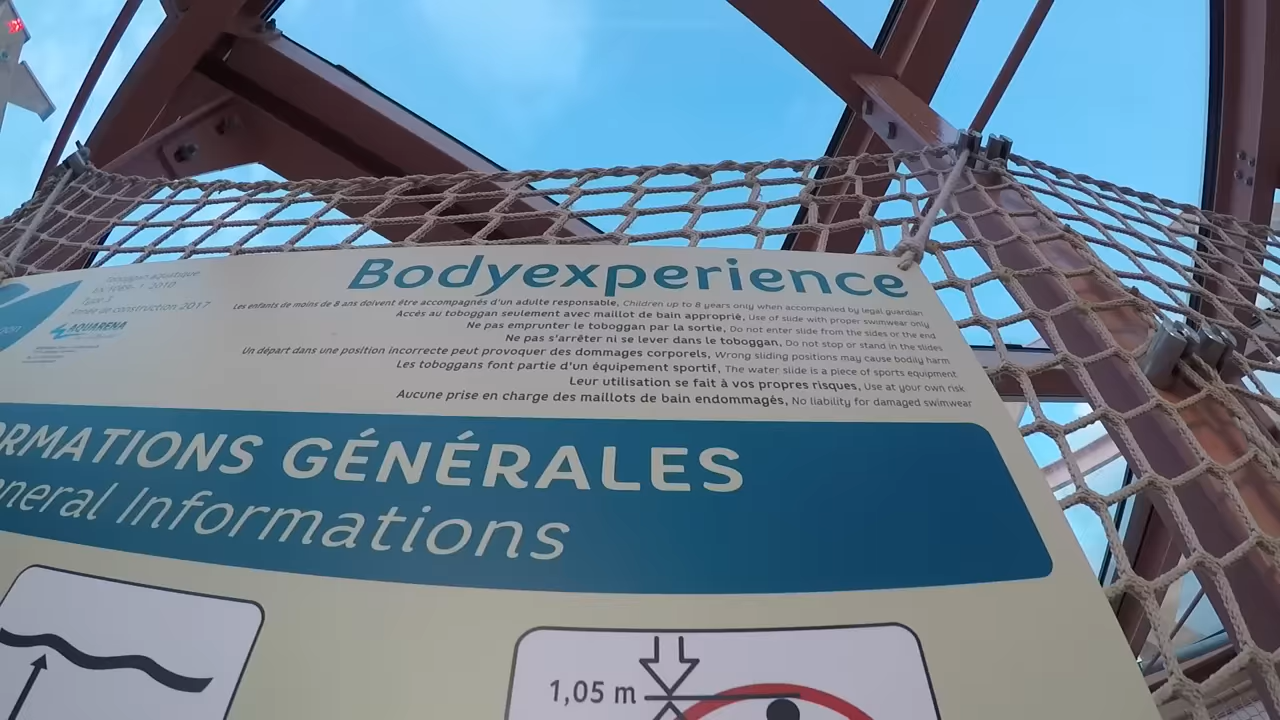 Bodyexperience
Toboggan aquatique
Type 3
Année de construction 2017
AQUARENA
Les enfants de moins de 8 ans doivent être accompagnés d'un adulte responsable, Children up to 8 years only when accompanied by legal guardian
Accès au toboggan seulement avec maillot de bain approprié, Use of slide with proper swimwear only
Ne pas emprunter le toboggan par la sortie, Do not enter slide from the sides or the end
Ne pas s'arrêter ni se lever dans le toboggan, Do not stop or stand in the slides
Un départ dans une position incorrecte peut provoquer des dommages corporels, Wrong sliding positions may cause bodily harm
Les toboggans font partie d'un équipement sportif, The water slide is a piece of sports equipment
Leur utilisation se fait à vos propres risques, Use at your own risk
Aucune prise en charge des maillots de bain endommagés, No liability for damaged swimwear
ORMATIONS GÉNÉRALES
eneral Informations
1,05 m